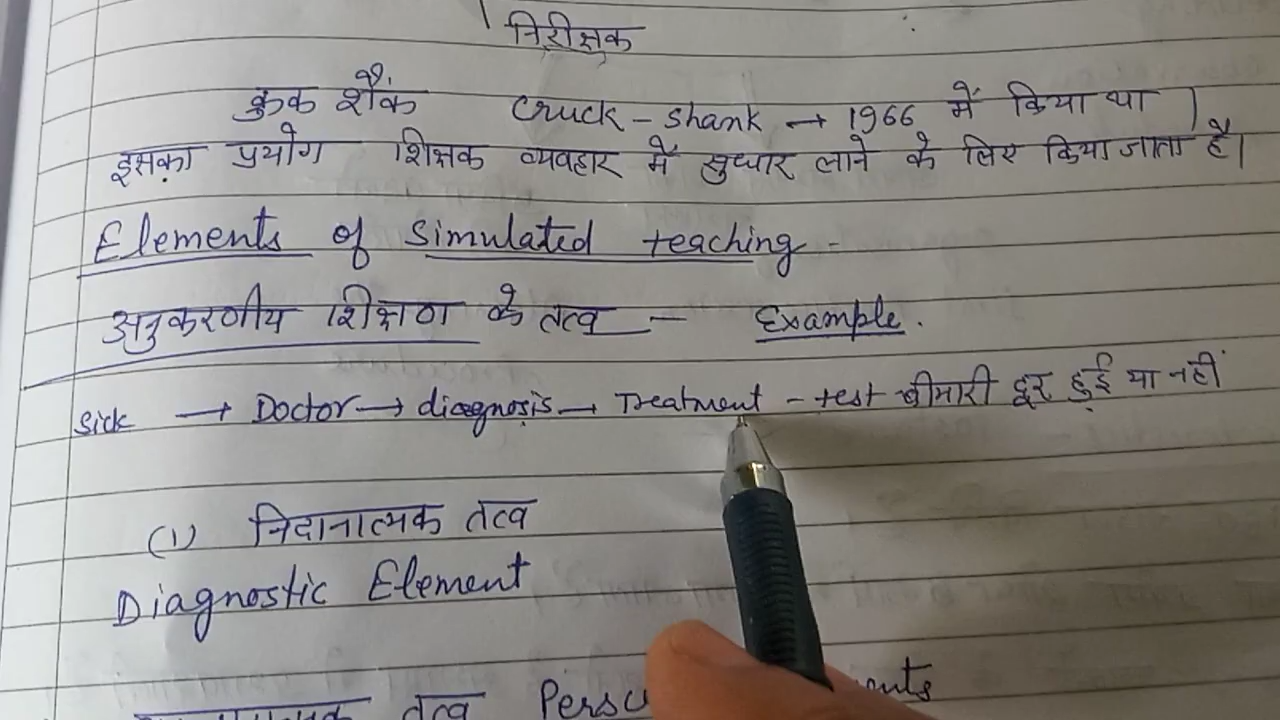 निरीक्षक
क्रुक शैंक Cruck - Shank → 1966 में किया था |
इसका प्रयोग शिक्षक व्यवहार में सुधार लाने के लिए किया जाता है।
Elements of Simulated teaching -
अनुकरणीय शिक्षण के तत्व - Example.
Sick → Doctor → diagnosis → Treatment - test बीमारी दूर हुई या नहीं
(1) निदानात्मक तत्व
Diagnostic Element
तत्व